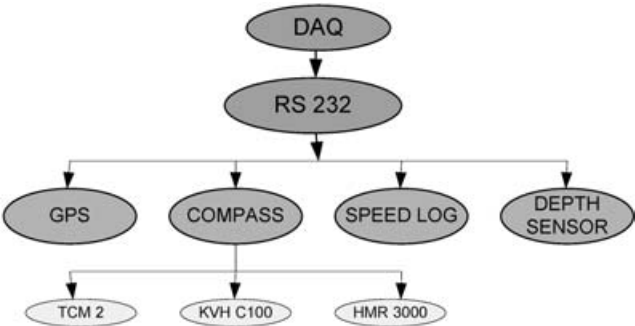 DAQ
RS 232
GPS
COMPASS
SPEED LOG
DEPTH
SENSOR
TCM 2
KVH C100
HMR 3000